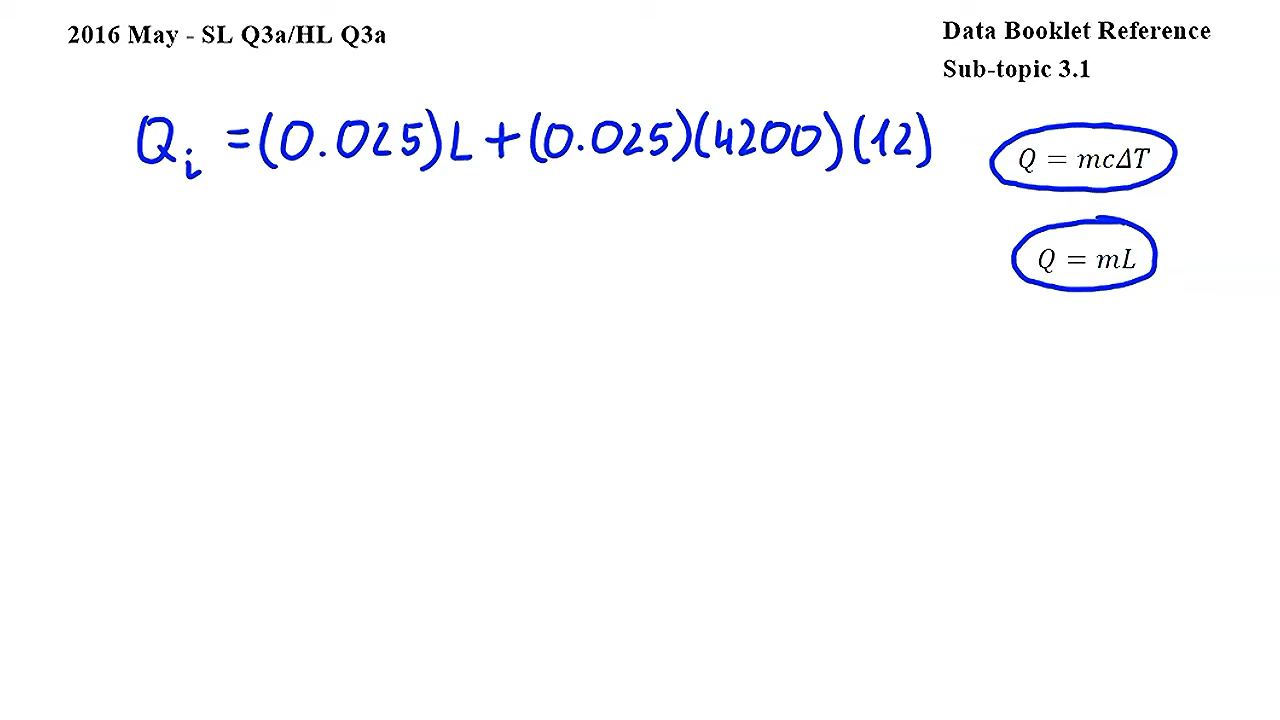 2016 May - SL Q3a/HL Q3a
Data Booklet Reference
Sub-topic 3.1
Qi =(0.025)L+(0.025)(4200)(12)
Q = mcΔT
Q = mL